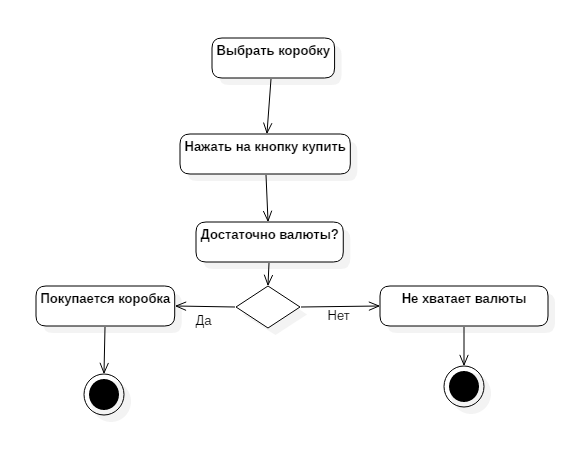 Выбрать коробку
Нажать на кнопку купить
Достаточно валюты?
Покупается коробка
Не хватает валюты
Да
Нет